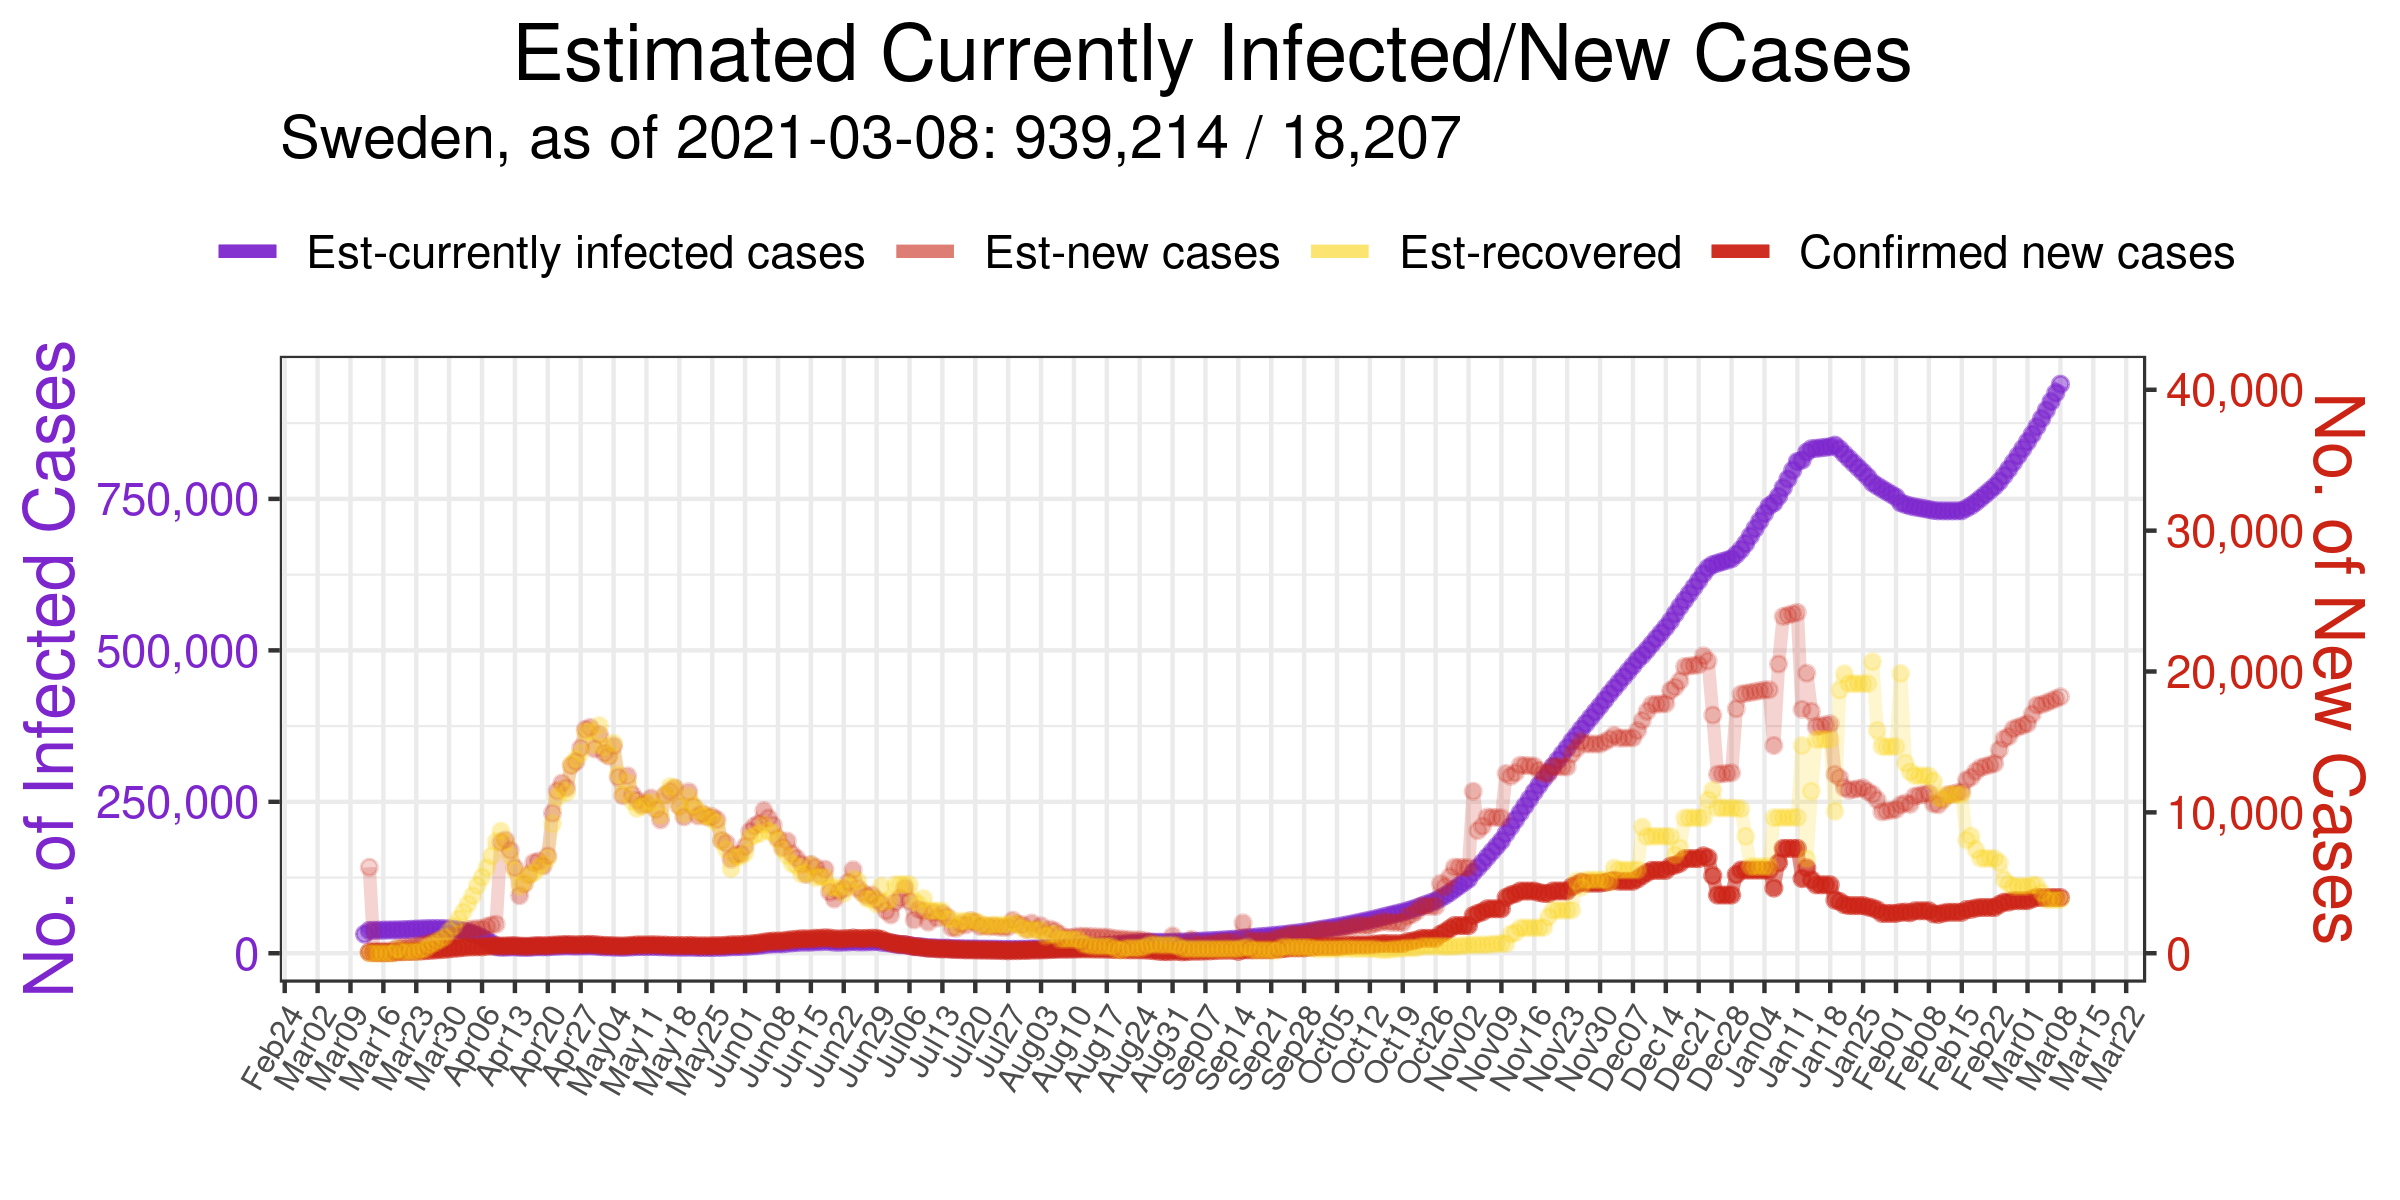 Estimated Currently Infected/New Cases
Sweden, as of 2021-03-08: 939,214 / 18,207
Est-currently infected cases
Est-new cases
Est-recovered
Confirmed new cases
No. of Infected Cases
750,000
500,000
250,000
0
40,000
30,000
20,000
10,000
0
No. of New Cases
Feb24
Mar02
Mar09
Mar16
Mar23
Mar30
Apr06
Apr13
Apr20
Apr27
May04
May11
May18
May25
Jun01
Jun08
Jun15
Jun22
Jun29
Jul06
Jul13
Jul20
Jul27
Aug03
Aug10
Aug17
Aug24
Aug31
Sep07
Sep14
Sep21
Sep28
Oct05
Oct12
Oct19
Oct26
Nov02
Nov09
Nov16
Nov23
Nov30
Dec07
Dec14
Dec21
Dec28
Jan04
Jan11
Jan18
Jan25
Feb01
Feb08
Feb15
Feb22
Mar01
Mar08
Mar15
Mar22